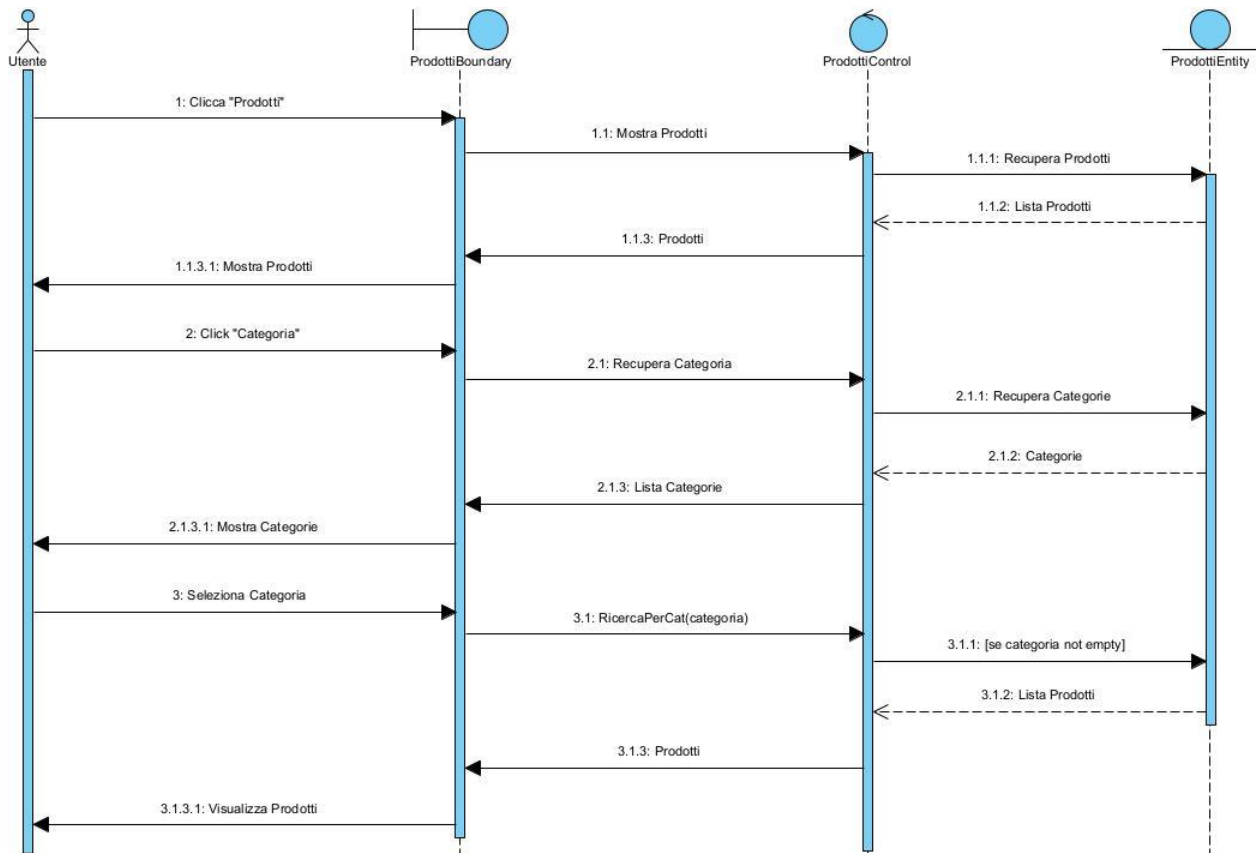 Utente
ProdottiBoundary
ProdottiControl
ProdottiEntity
1: Clicca "Prodotti"
1.1: Mostra Prodotti
1.1.1: Recupera Prodotti
1.1.2: Lista Prodotti
1.1.3: Prodotti
1.1.3.1: Mostra Prodotti
2: Click "Categoria"
2.1: Recupera Categoria
2.1.1: Recupera Categorie
2.1.2: Categorie
2.1.3: Lista Categorie
2.1.3.1: Mostra Categorie
3: Seleziona Categoria
3.1: RicercaPerCat(categoria)
3.1.1: [se categoria not empty]
3.1.2: Lista Prodotti
3.1.3: Prodotti
3.1.3.1: Visualizza Prodotti